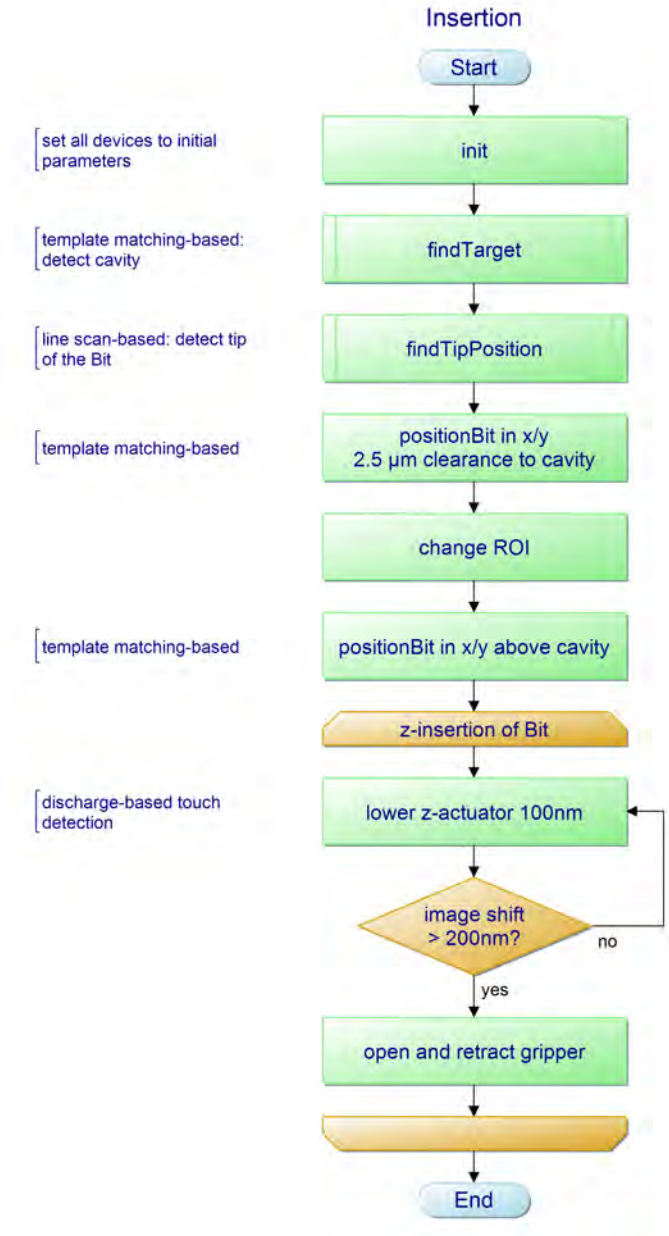 Insertion
Start
set all devices to initial
parameters
init
template matching-based:
detect cavity
findTarget
line scan-based: detect tip
of the Bit
findTipPosition
template matching-based
positionBit in x/y
2.5 µm clearance to cavity
change ROI
template matching-based
positionBit in x/y above cavity
z-insertion of Bit
discharge-based touch
detection
lower z-actuator 100nm
image shift
> 200nm?
no
yes
open and retract gripper
End